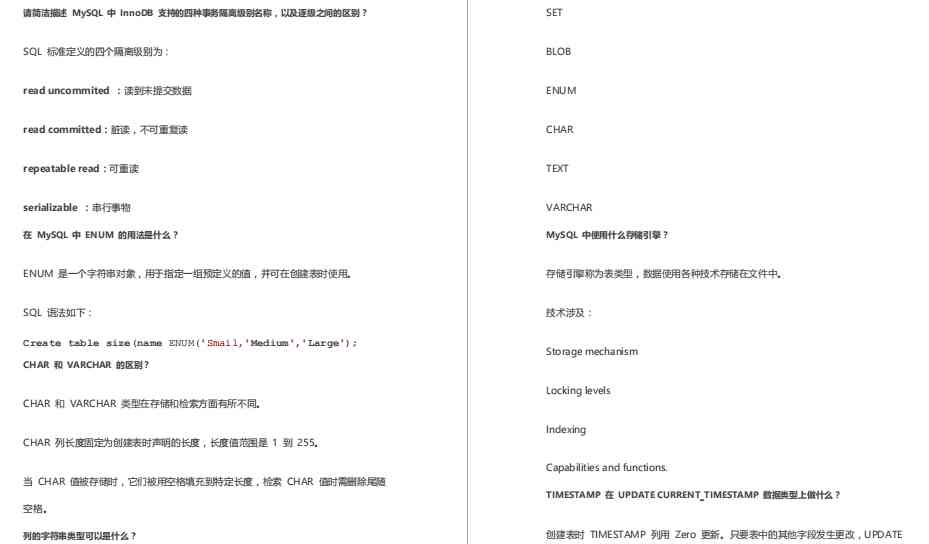 请简洁描述 MySQL 中 InnoDB 支持的四种事务隔离级别名称，以及逐级之间的区别？
SQL 标准定义的四个隔离级别为：
read uncommited ：读到未提交数据
read committed：脏读，不可重复读
repeatable read：可重读
serializable ：串行事物
在 MySQL 中 ENUM 的用法是什么？
ENUM 是一个字符串对象，用于指定一组预定义的值，并可在创建表时使用。
SQL 语法如下：
Create table size(name ENUM('Smail,'Medium','Large');
CHAR 和 VARCHAR 的区别？
CHAR 和 VARCHAR 类型在存储和检索方面有所不同。
CHAR 列长度固定为创建表时声明的长度，长度值范围是 1 到 255。
当 CHAR 值被存储时，它们被用空格填充到特定长度，检索 CHAR 值时需删除尾随
空格。
列的字符串类型可以是什么？
SET
BLOB
ENUM
CHAR
TEXT
VARCHAR
MySQL 中使用什么存储引擎？
存储引擎称为表类型，数据使用各种技术存储在文件中。
技术涉及：
Storage mechanism
Locking levels
Indexing
Capabilities and functions.
TIMESTAMP 在 UPDATE CURRENT_TIMESTAMP 数据类型上做什么？
创建表时 TIMESTAMP 列用 Zero 更新。只要表中的其他字段发生更改，UPDATE